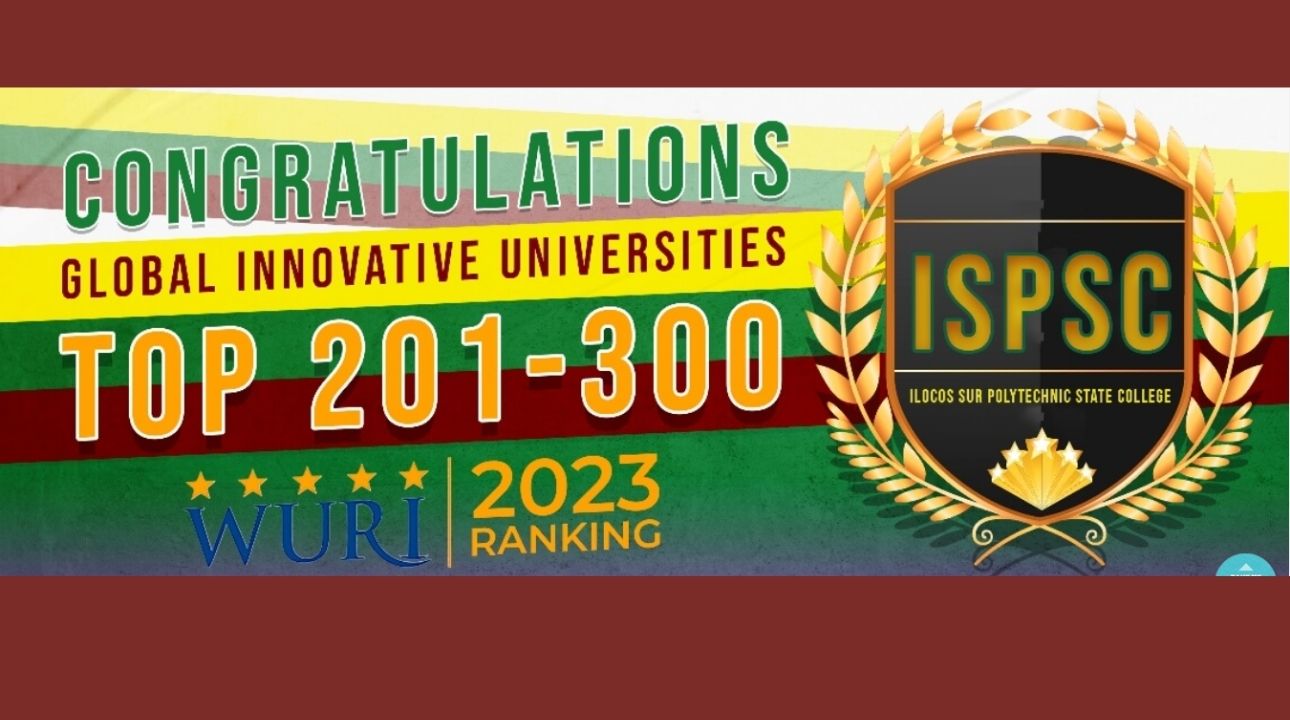 CONGRATULATIONS
GLOBAL INNOVATIVE UNIVERSITIES
TOP 201-300
WURI
2023
RANKING
ISPSC
ILOCOS SUR POLYTECHNIC STATE COLLEGE